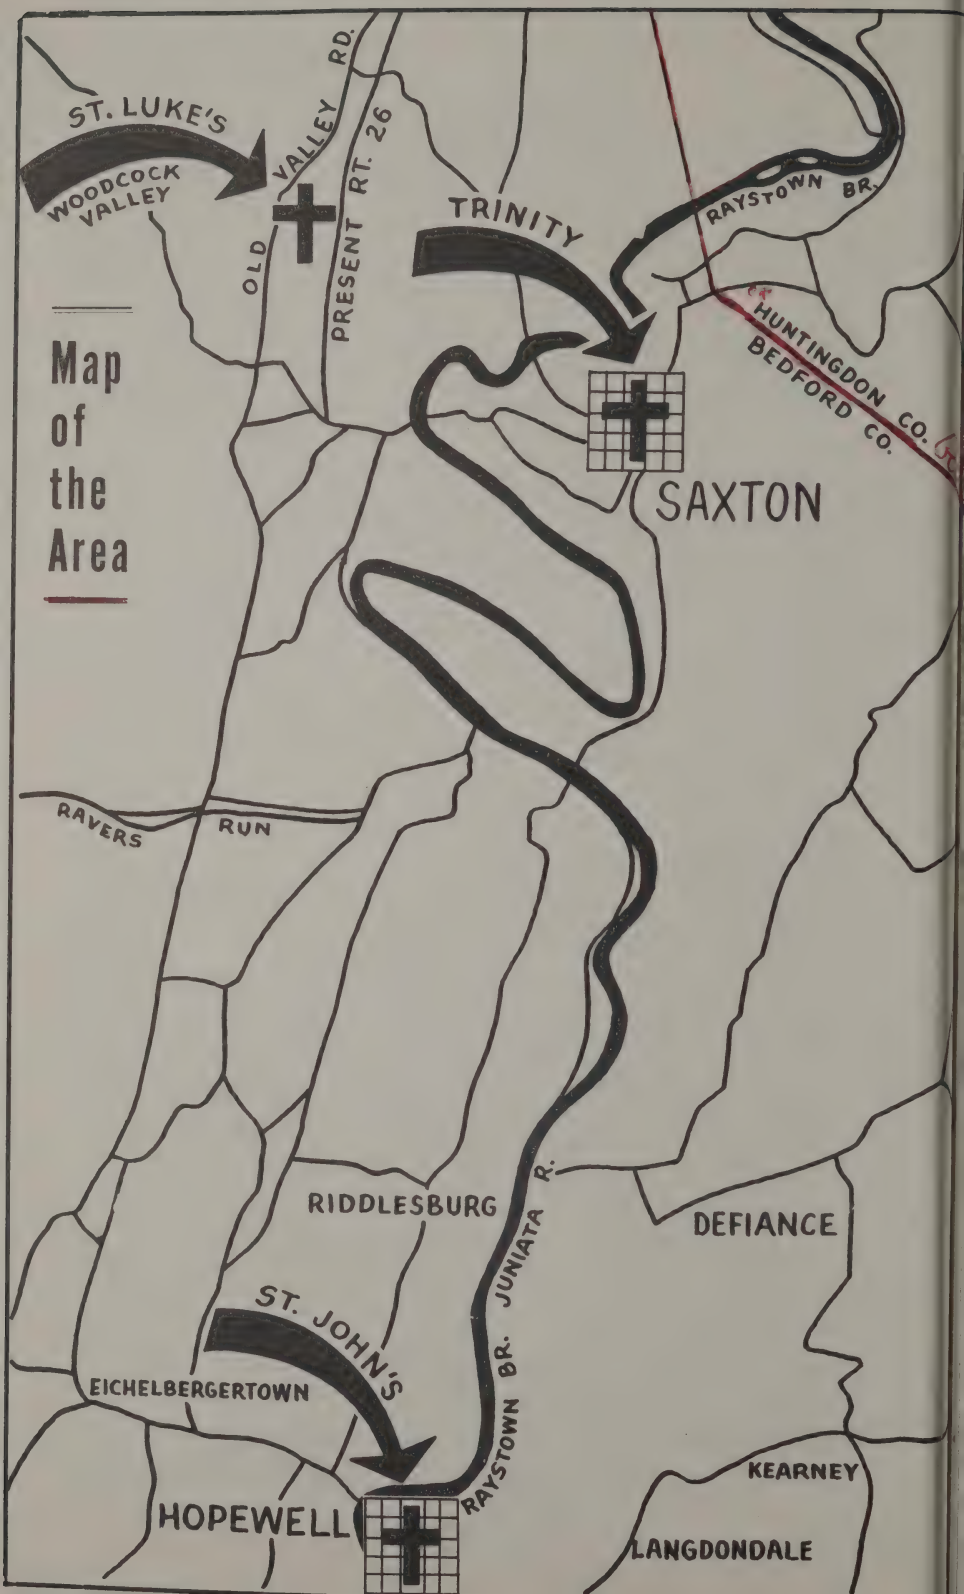 ST. LUKE'S
WOODCOCK
VALLEY
OLD VALLEY RD.
PRESENT RT. 26
TRINITY
RAYSTOWN BR.
HUNTINGDON CO.
BEDFORD CO.
Map
of
the
Area
SAXTON
RAVERS RUN
RIDDLESBURG
RAYSTOWN BR. JUNIATA R.
DEFIANCE
ST. JOHN'S
EICHELBERGERTOWN
HOPEWELL
KEARNEY
LANGDONDALE